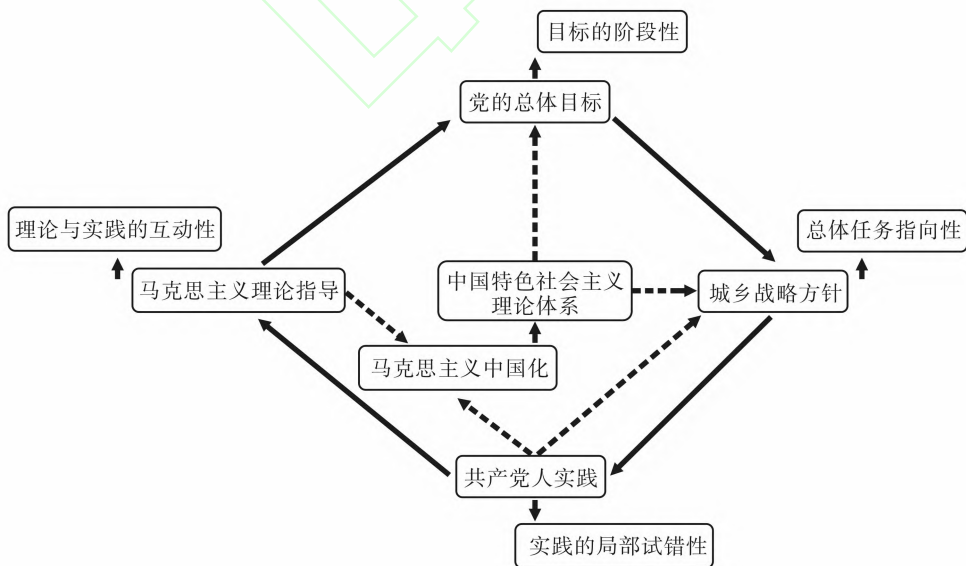 目标的阶段性
党的总体目标
理论与实践的互动性
总体任务指向性
马克思主义理论指导
中国特色社会主义
理论体系
城乡战略方针
马克思主义中国化
共产党人实践
实践的局部试错性